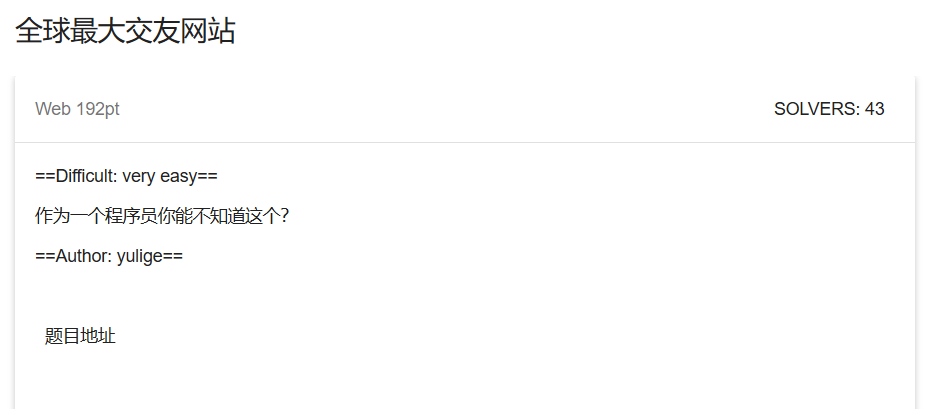 全球最大交友网站
Web 192pt
SOLVERS: 43
==Difficult: very easy==
作为一个程序员你能不知道这个？
==Author: yulige==
题目地址